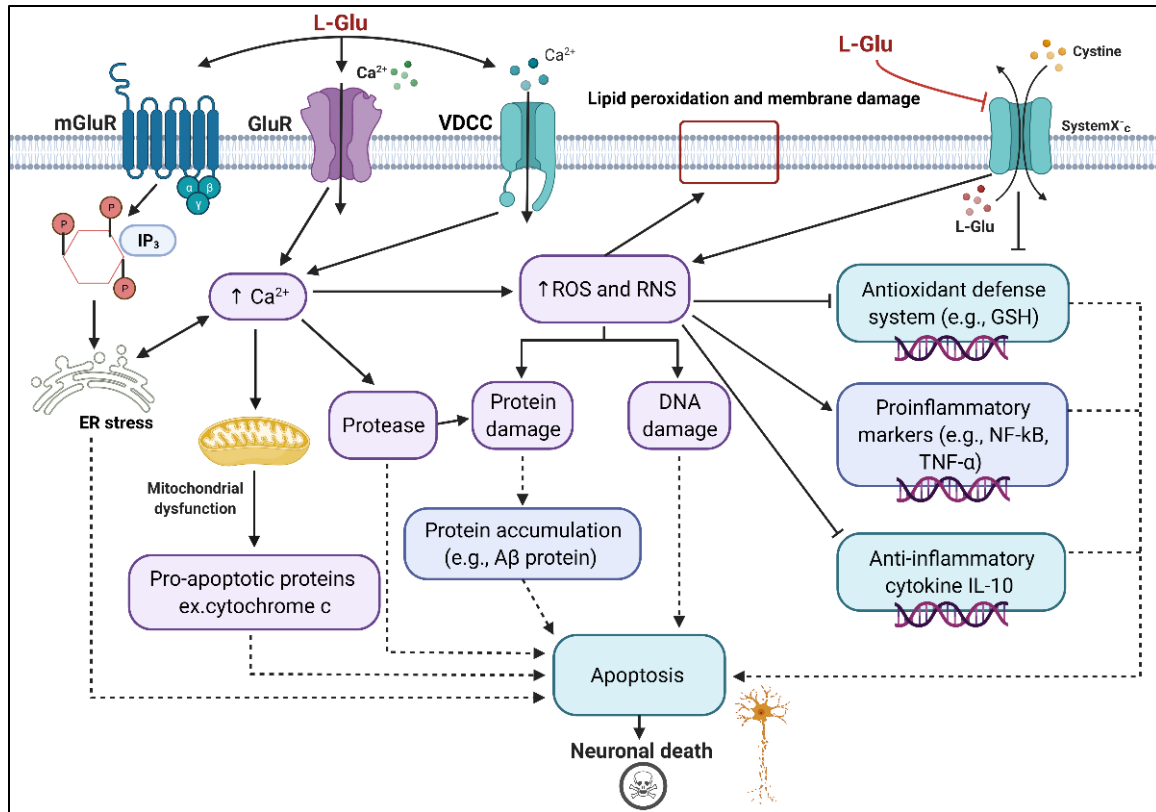 L-Glu
Ca²⁺
Ca²⁺
L-Glu
Cystine
Lipid peroxidation and membrane damage
mGluR
GluR
VDCC
SystemX⁻c
α
β
γ
P
P
IP₃
P
L-Glu
↑ Ca²⁺
↑ROS and RNS
Antioxidant defense
system (e.g., GSH)
ER stress
Protease
Protein
damage
DNA
damage
Proinflammatory
markers (e.g., NF-kB,
TNF-α)
Mitochondrial
dysfunction
Protein accumulation
(e.g., Aβ protein)
Pro-apoptotic proteins
ex.cytochrome c
Anti-inflammatory
cytokine IL-10
Apoptosis
Neuronal death